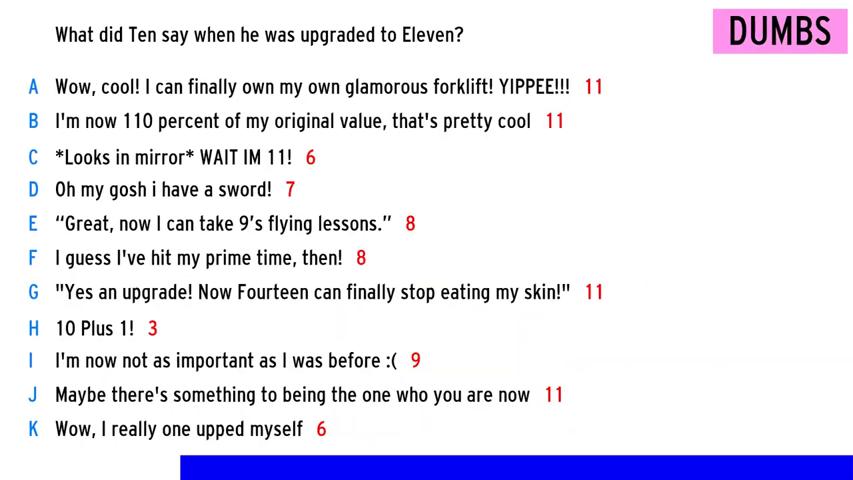 What did Ten say when he was upgraded to Eleven?
DUMBS
A Wow, cool! I can finally own my own glamorous forklift! YIPPEE!!! 11
B I'm now 110 percent of my original value, that's pretty cool 11
C *Looks in mirror* WAIT IM 11! 6
D Oh my gosh i have a sword! 7
E “Great, now I can take 9’s flying lessons.” 8
F I guess I've hit my prime time, then! 8
G "Yes an upgrade! Now Fourteen can finally stop eating my skin!" 11
H 10 Plus 1! 3
I I'm now not as important as I was before :( 9
J Maybe there's something to being the one who you are now 11
K Wow, I really one upped myself 6